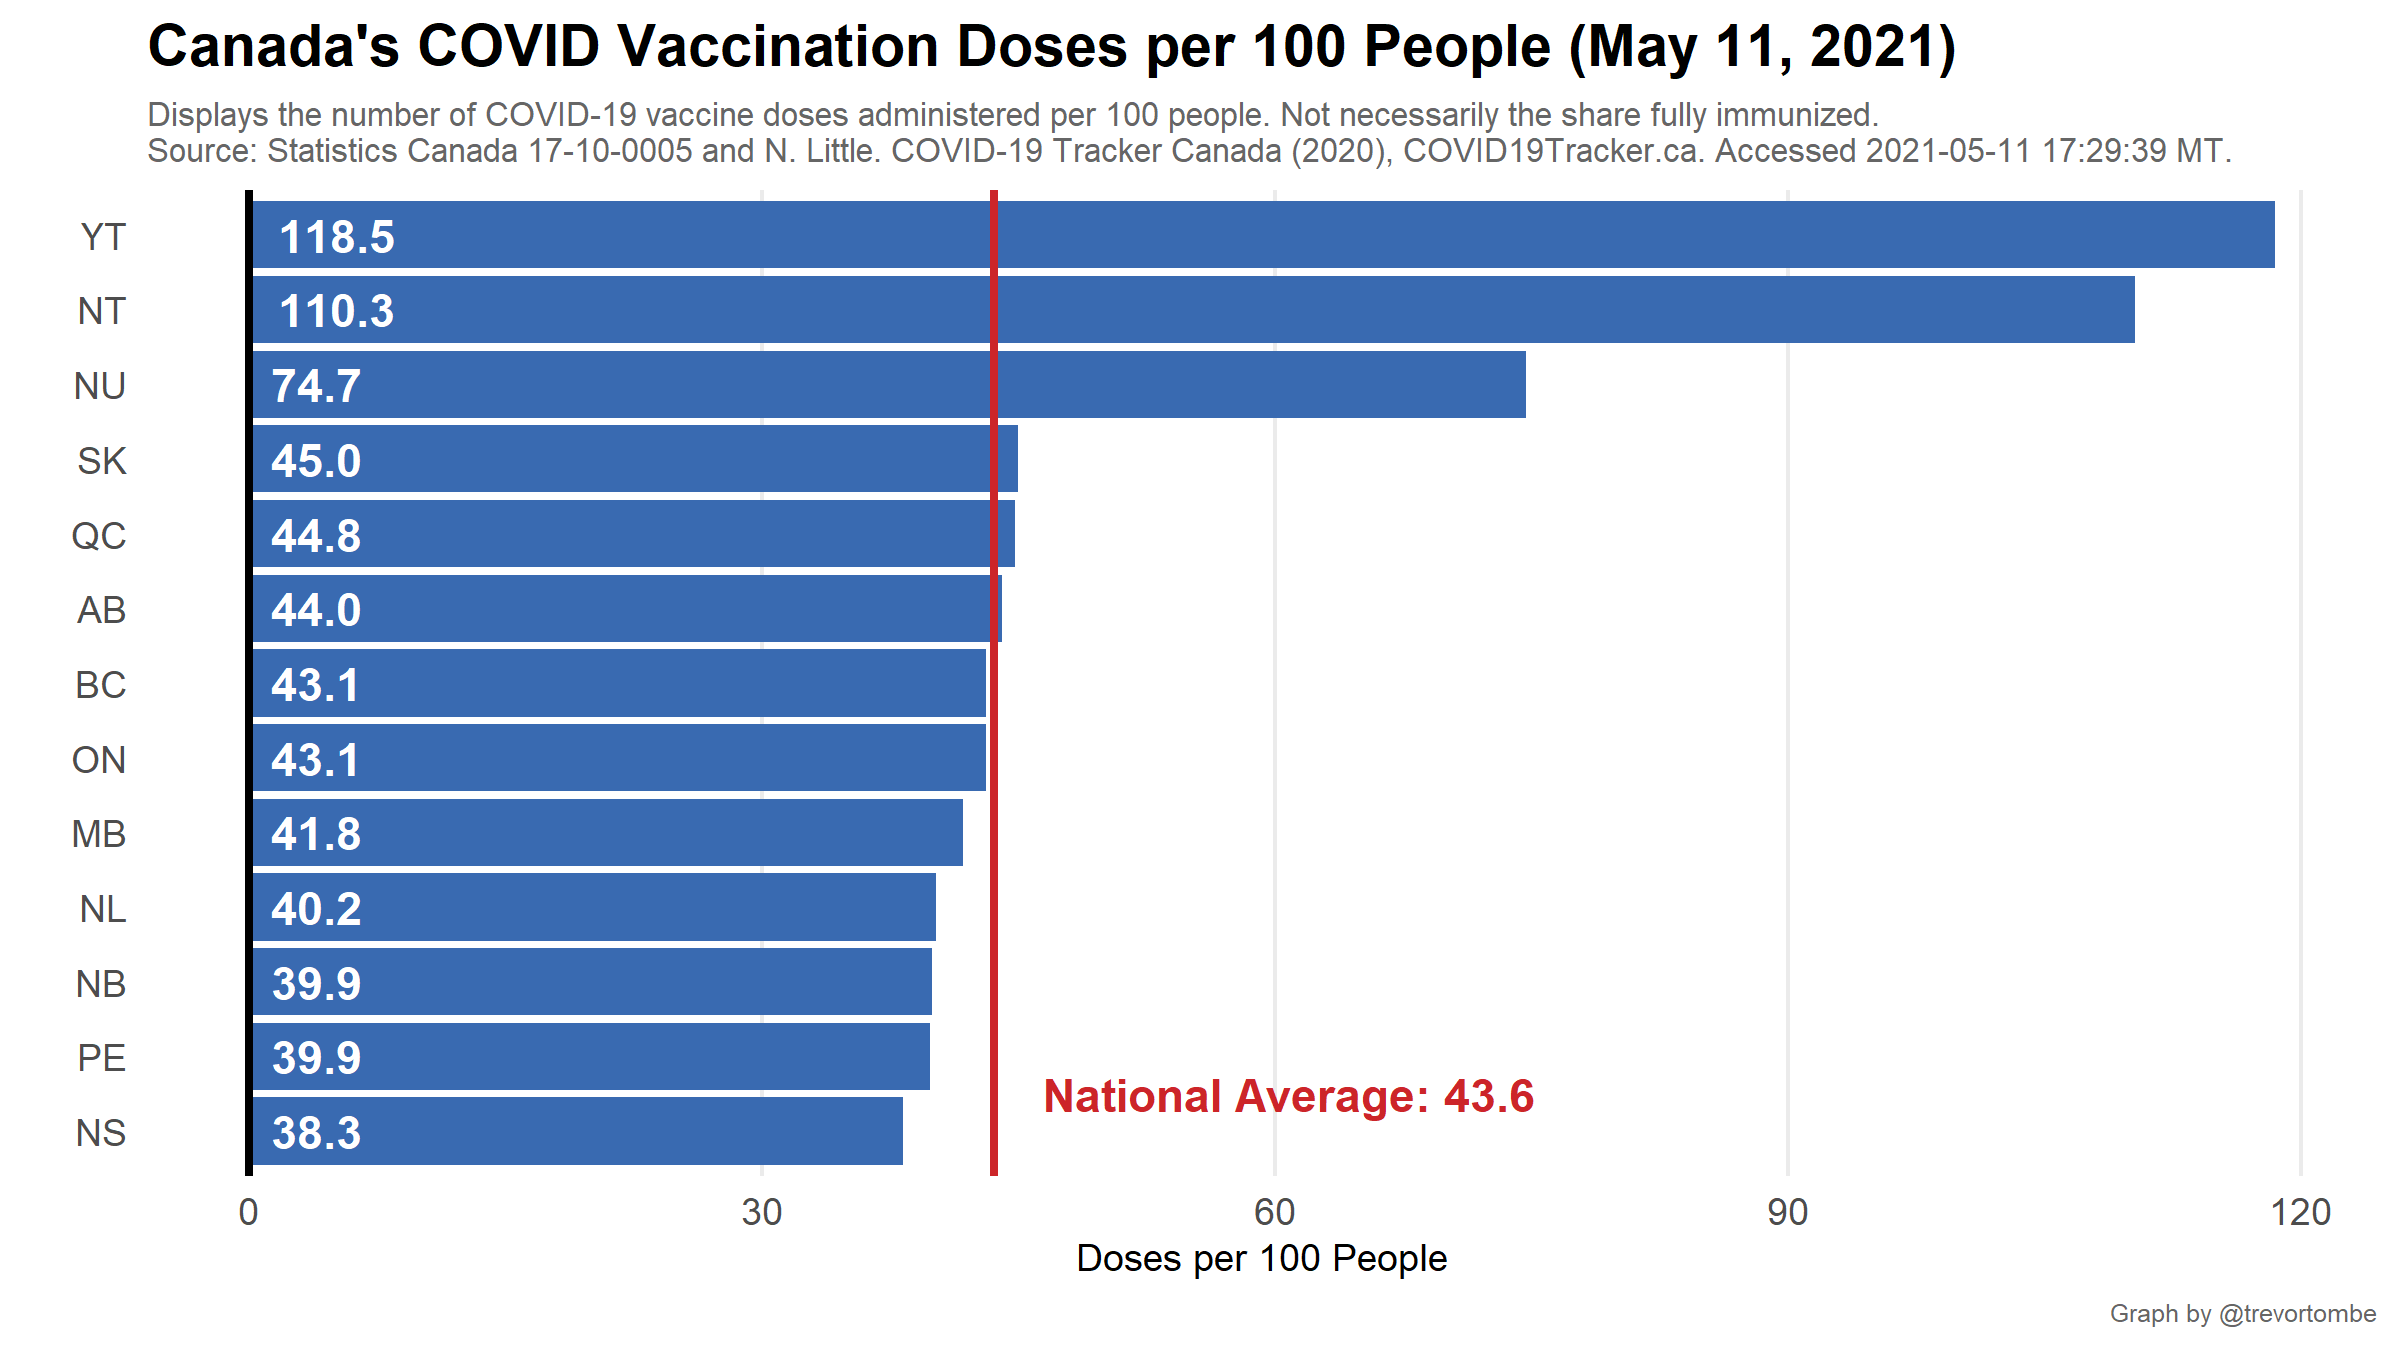 Canada's COVID Vaccination Doses per 100 People (May 11, 2021)
Displays the number of COVID-19 vaccine doses administered per 100 people. Not necessarily the share fully immunized.
Source: Statistics Canada 17-10-0005 and N. Little. COVID-19 Tracker Canada (2020), COVID19Tracker.ca. Accessed 2021-05-11 17:29:39 MT.
YT 118.5
NT 110.3
NU 74.7
SK 45.0
QC 44.8
AB 44.0
BC 43.1
ON 43.1
MB 41.8
NL 40.2
NB 39.9
PE 39.9
National Average: 43.6
NS 38.3
0 30 60 90 120
Doses per 100 People
Graph by @trevortombe